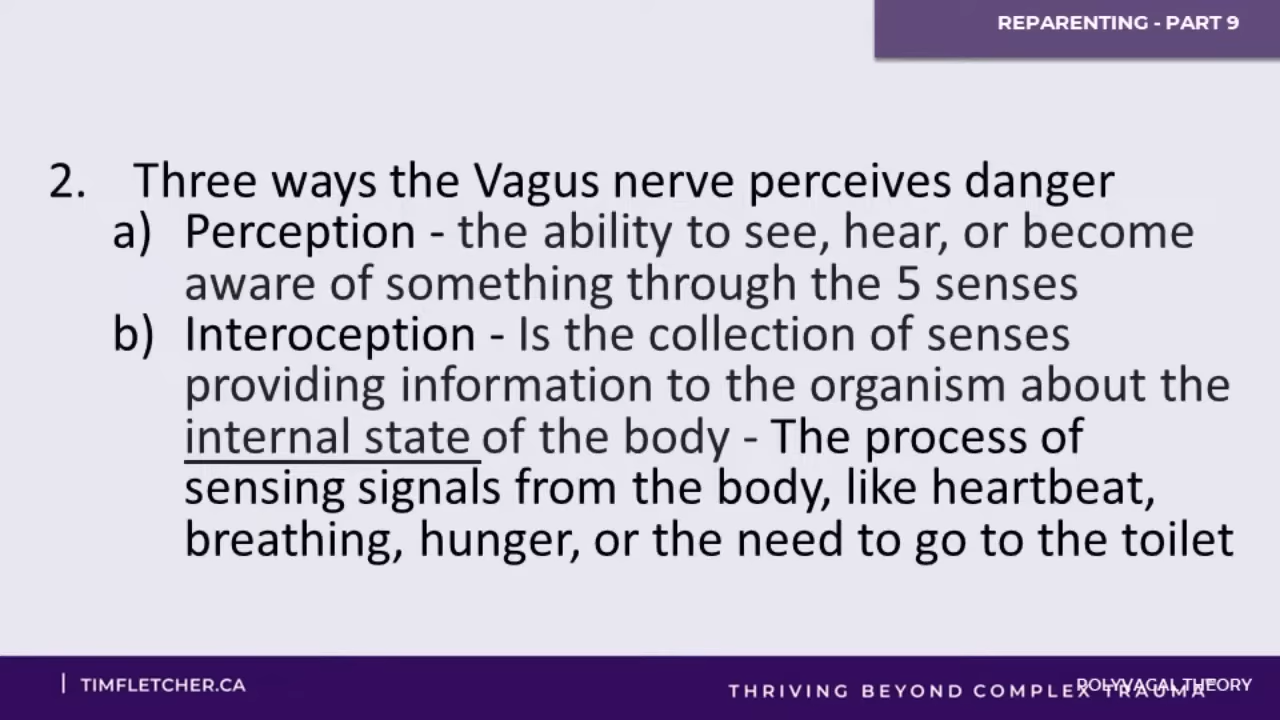 REPARENTING - PART 9
2. Three ways the Vagus nerve perceives danger
a) Perception - the ability to see, hear, or become
aware of something through the 5 senses
b) Interoception - Is the collection of senses
providing information to the organism about the
internal state of the body - The process of
sensing signals from the body, like heartbeat,
breathing, hunger, or the need to go to the toilet
| TIMFLETCHER.CA
THRIVING BEYOND COMPLEX TRAUMA
POLYVAGAL THEORY